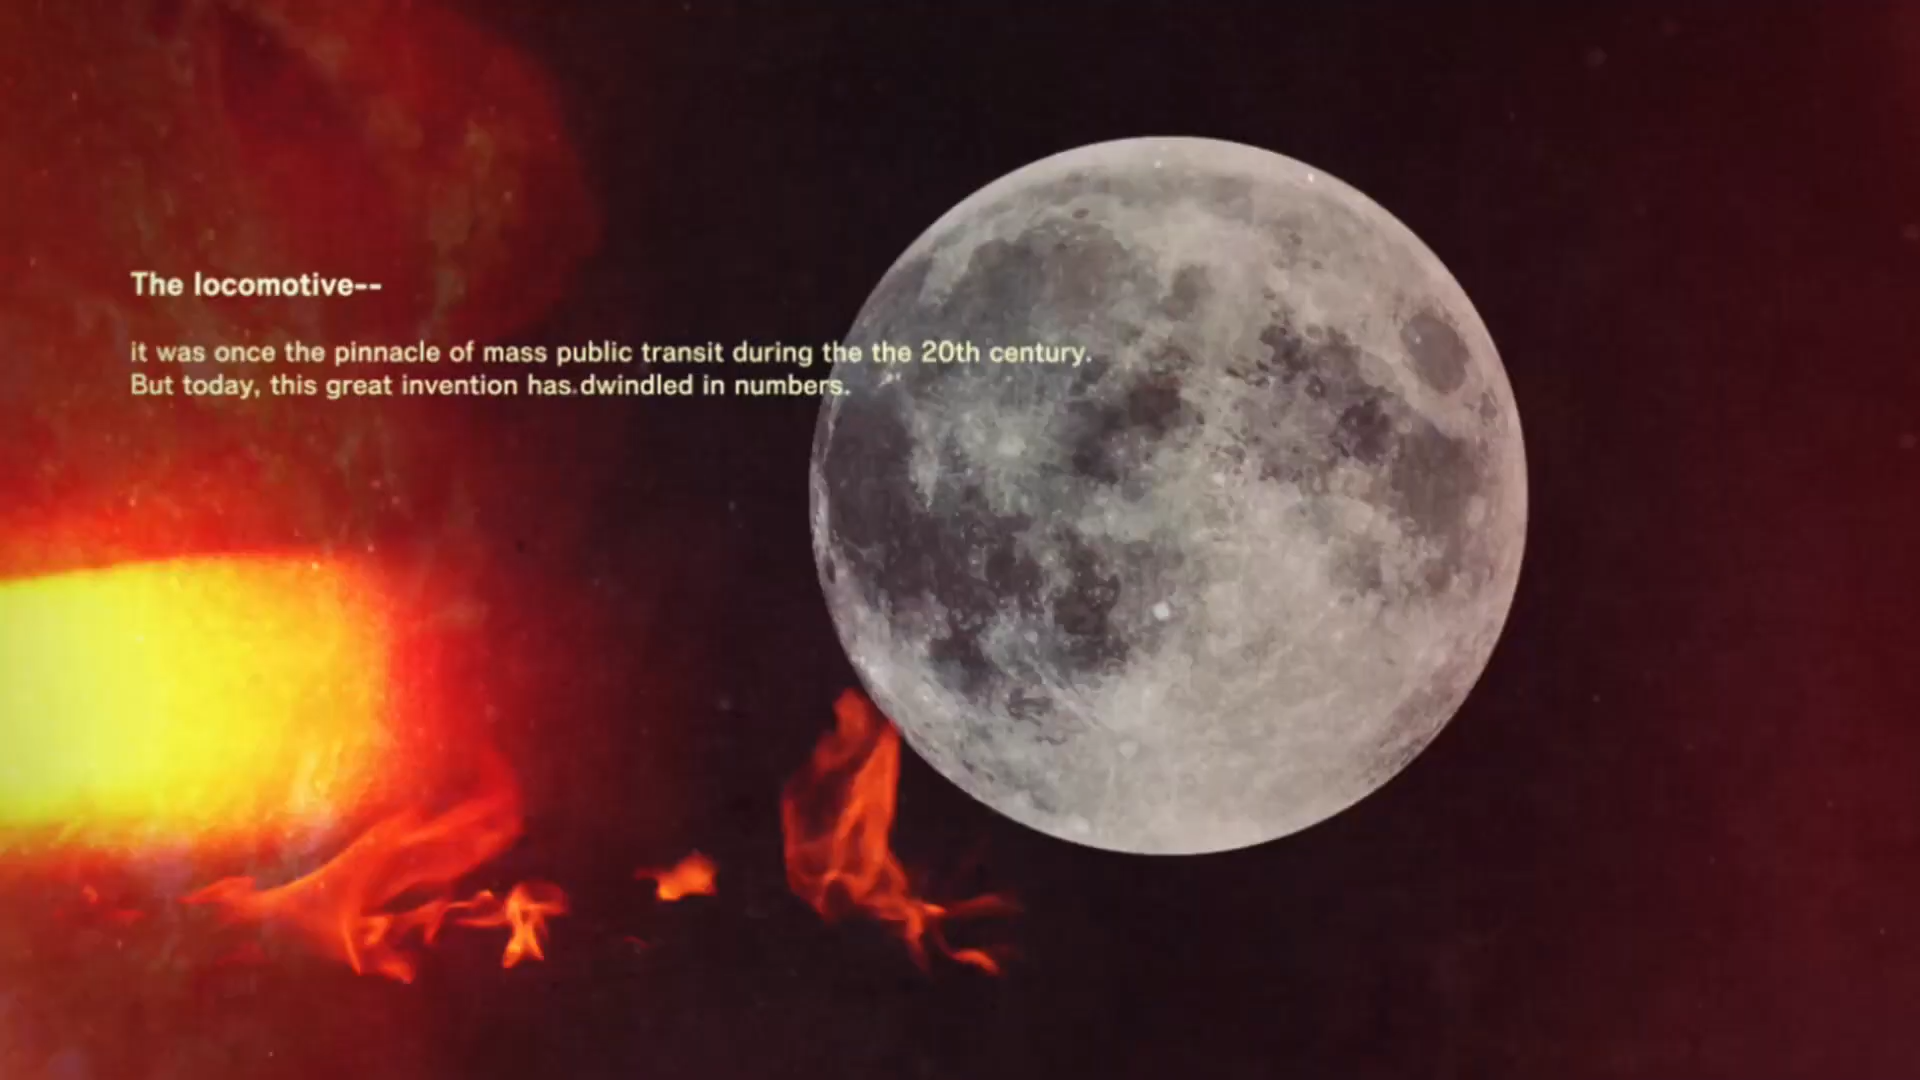 The locomotive--
it was once the pinnacle of mass public transit during the the 20th century.
But today, this great invention has dwindled in numbers.